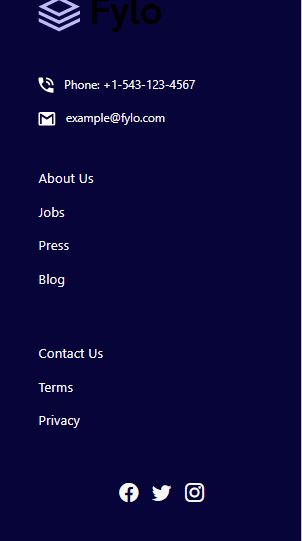 Fylo
Phone: +1-543-123-4567
example@fylo.com
About Us
Jobs
Press
Blog
Contact Us
Terms
Privacy